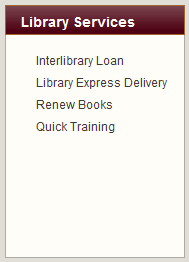 Library Services
Interlibrary Loan
Library Express Delivery
Renew Books
Quick Training